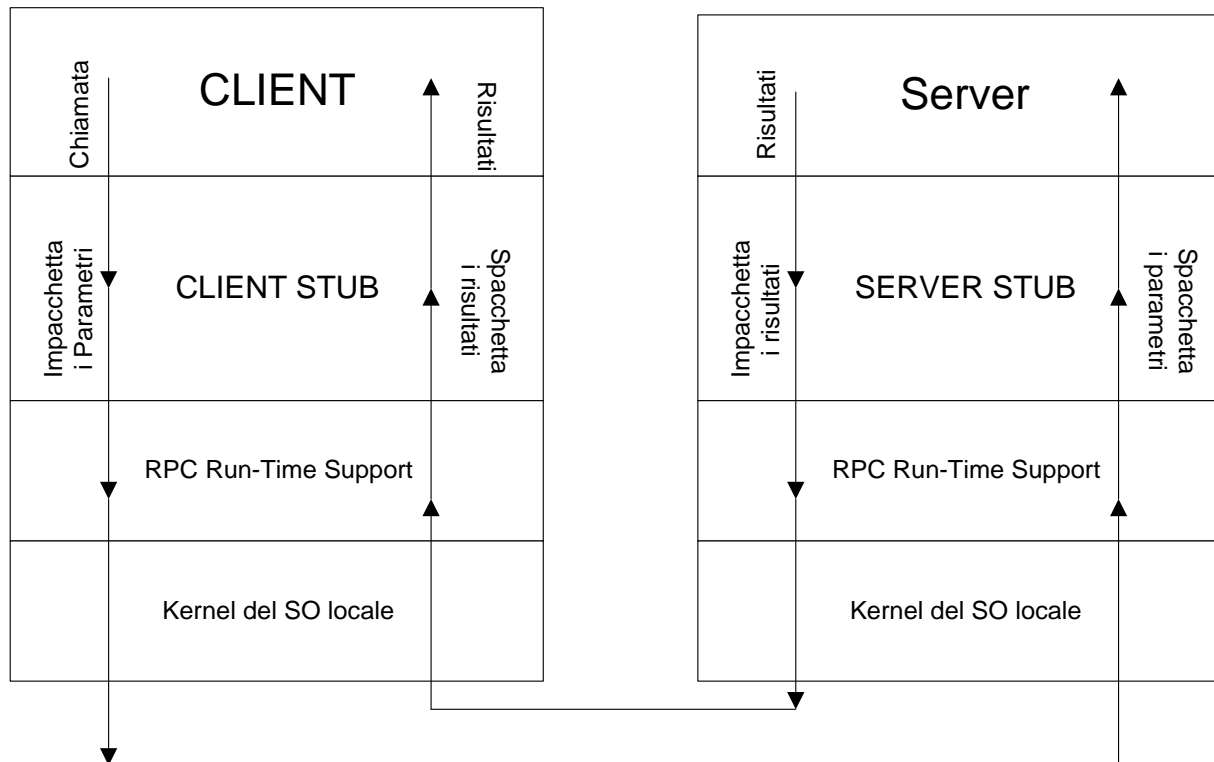 CLIENT
Chiamata
Risultati
Impacchetta
i Parametri
CLIENT STUB
Spacchetta
i risultati
RPC Run-Time Support
Kernel del SO locale
Server
Risultati
Impacchetta
i risultati
SERVER STUB
Spacchetta
i parametri
RPC Run-Time Support
Kernel del SO locale